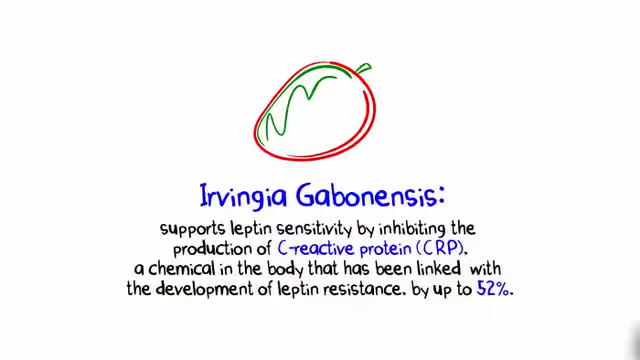 Irvingia Gabonensis:
supports leptin sensitivity by inhibiting the
production of C-reactive protein (CRP),
a chemical in the body that has been linked with
the development of leptin resistance. by up to 52%.